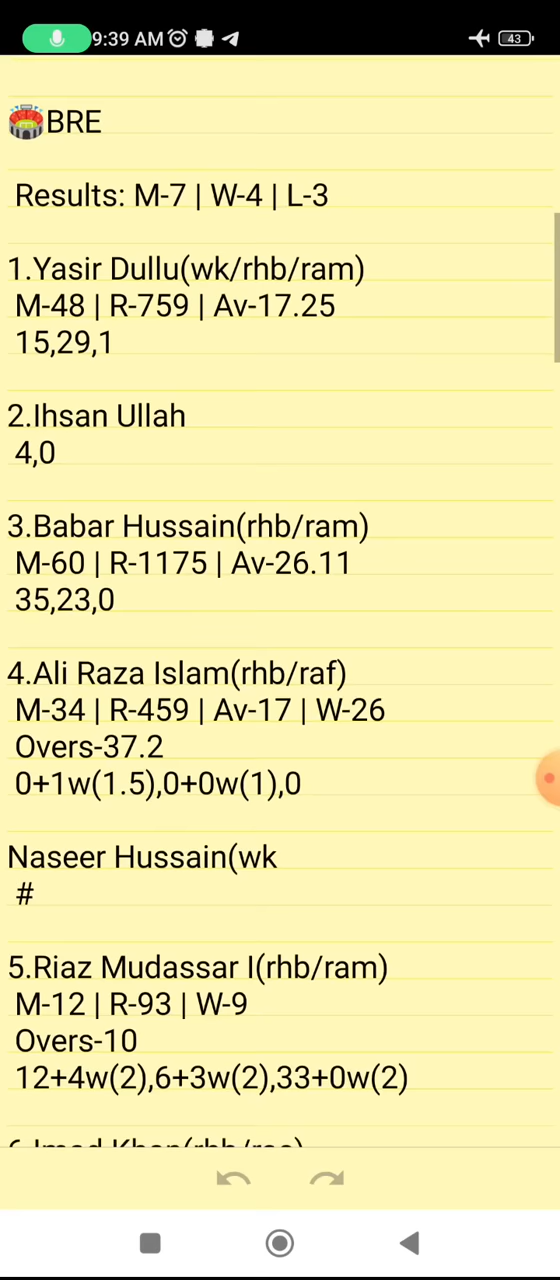 9:39 AM
43
BRE
Results: M-7 | W-4 | L-3
1.Yasir Dullu(wk/rhb/ram)
M-48 | R-759 | Av-17.25
15,29,1
2.Ihsan Ullah
4,0
3.Babar Hussain(rhb/ram)
M-60 | R-1175 | Av-26.11
35,23,0
4.Ali Raza Islam(rhb/raf)
M-34 | R-459 | Av-17 | W-26
Overs-37.2
0+1w(1.5),0+0w(1),0
Naseer Hussain(wk
#
5.Riaz Mudassar I(rhb/ram)
M-12 | R-93 | W-9
Overs-10
12+4w(2),6+3w(2),33+0w(2)